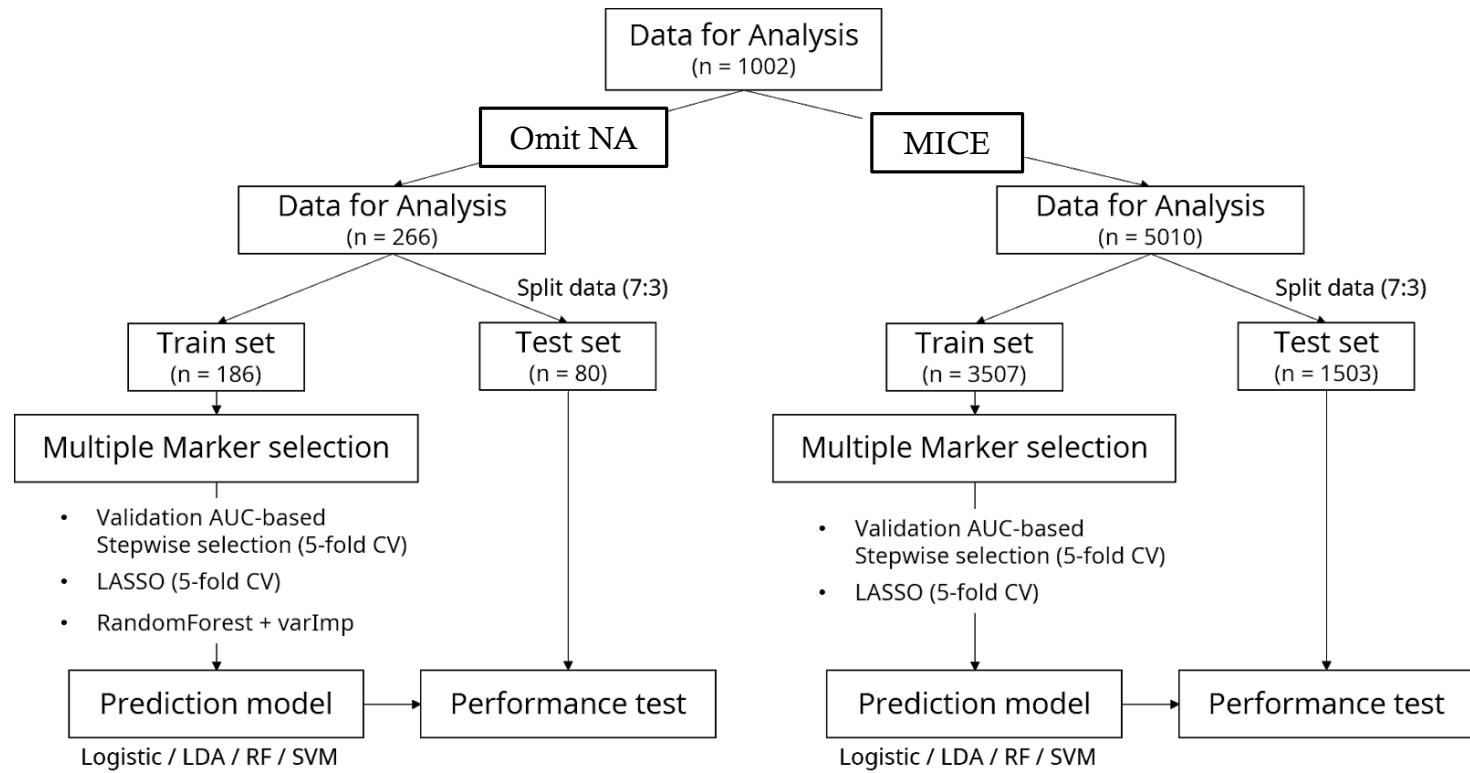 Data for Analysis
(n = 1002)
Omit NA
MICE
Data for Analysis
(n = 266)
Data for Analysis
(n = 5010)
Split data (7:3)
Split data (7:3)
Train set
(n = 186)
Test set
(n = 80)
Train set
(n = 3507)
Test set
(n = 1503)
Multiple Marker selection
Multiple Marker selection
• Validation AUC-based
Stepwise selection (5-fold CV)
• LASSO (5-fold CV)
• RandomForest + varImp
• Validation AUC-based
Stepwise selection (5-fold CV)
• LASSO (5-fold CV)
Prediction model
Performance test
Prediction model
Performance test
Logistic / LDA / RF / SVM
Logistic / LDA / RF / SVM